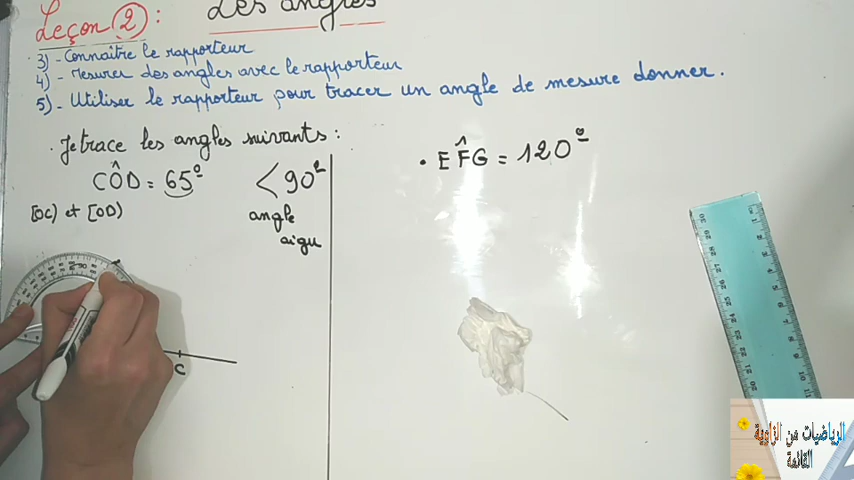 Leçon 2 : Les angles
3) - Connaître le rapporteur
4) - Mesurer des angles avec le rapporteur
5) - Utiliser le rapporteur pour tracer un angle de mesure donner.
. Je trace les angles suivants :
CÔD = 65°
< 90°
[OC) et [OD)
angle
aigu
C
• EF̂G = 120°
الرياضيات من الزاوية
القائمة